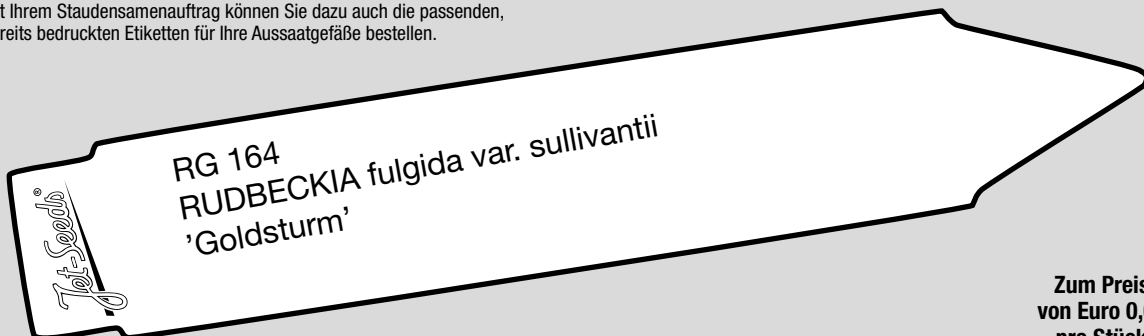 t Ihrem Staudensamenauftrag können Sie dazu auch die passenden,
reits bedruckten Etiketten für Ihre Aussaatgefäße bestellen.
RG 164
RUDBECKIA fulgida var. sullivantii
’Goldsturm’
Jet-Seeds®
Zum Preis
von Euro 0,
pro Stück